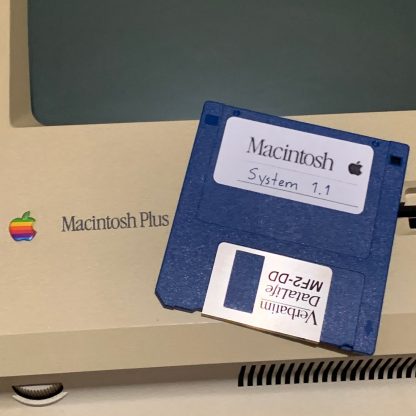 Macintosh
System 1.1
Macintosh Plus
Verbatim
DataLife
MF2-DD